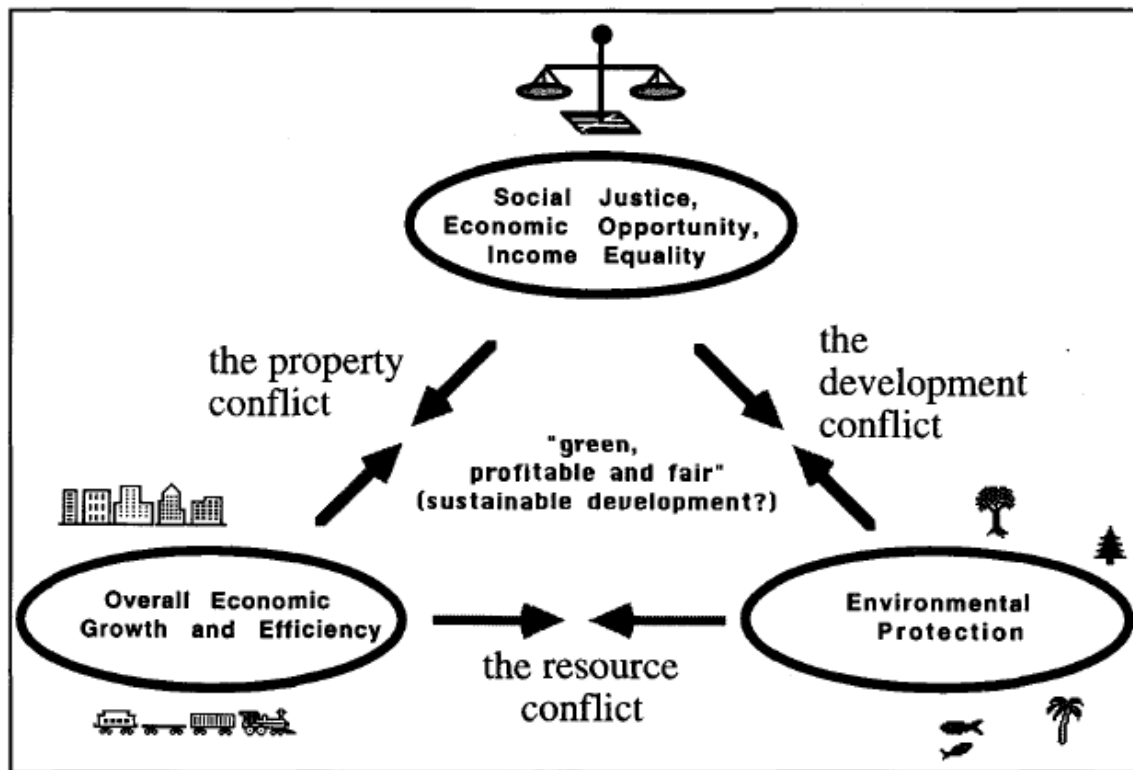 Social Justice,
Economic Opportunity,
Income Equality
the property
conflict
the
development
conflict
"green,
profitable and fair"
(sustainable development?)
Overall Economic
Growth and Efficiency
Environmental
Protection
the resource
conflict